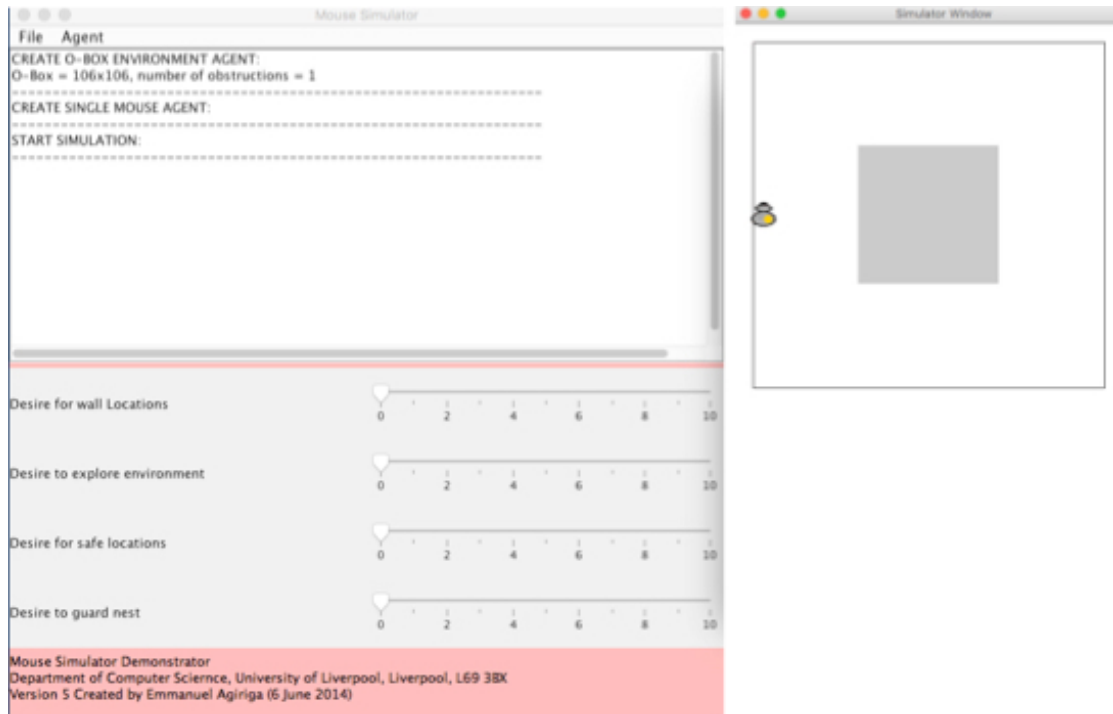 Mouse Simulator
File Agent
CREATE O-BOX ENVIRONMENT AGENT:
O-Box = 106x106, number of obstructions = 1
CREATE SINGLE MOUSE AGENT:
START SIMULATION:
Desire for wall Locations
0 2 4 6 8 10
Desire to explore environment
0 2 4 6 8 10
Desire for safe locations
0 2 4 6 8 10
Desire to guard nest
0 2 4 6 8 10
Mouse Simulator Demonstrator
Department of Computer Sciernce, University of Liverpool, Liverpool, L69 3BX
Version 5 Created by Emmanuel Agiriga (6 June 2014)
Simulator Window